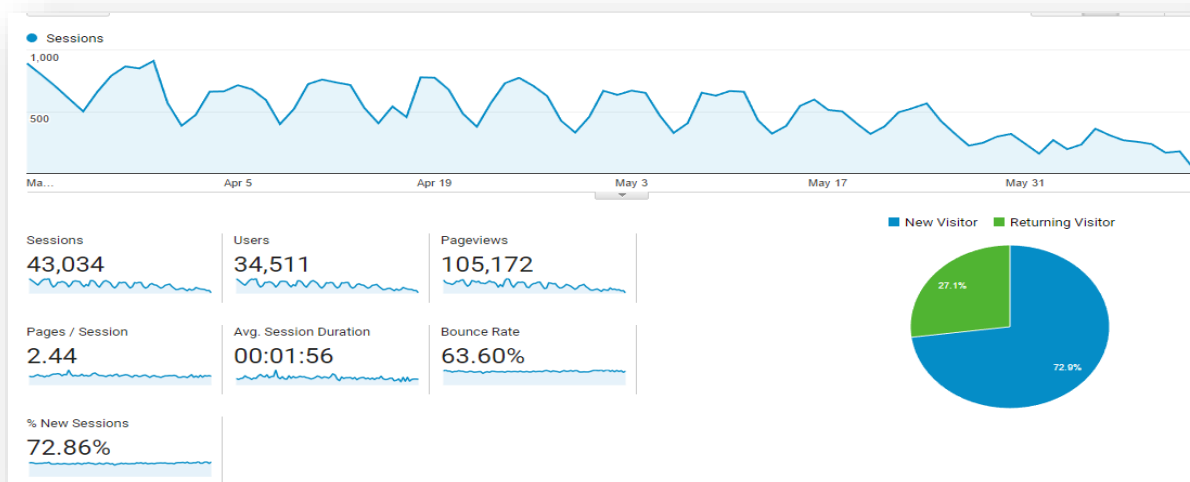 Sessions
1,000
500
Ma...
Apr 5
Apr 19
May 3
May 17
May 31
New Visitor
Returning Visitor
Sessions
Users
Pageviews
43,034
34,511
105,172
Pages / Session
Avg. Session Duration
Bounce Rate
2.44
00:01:56
63.60%
% New Sessions
72.86%
27.1%
72.9%